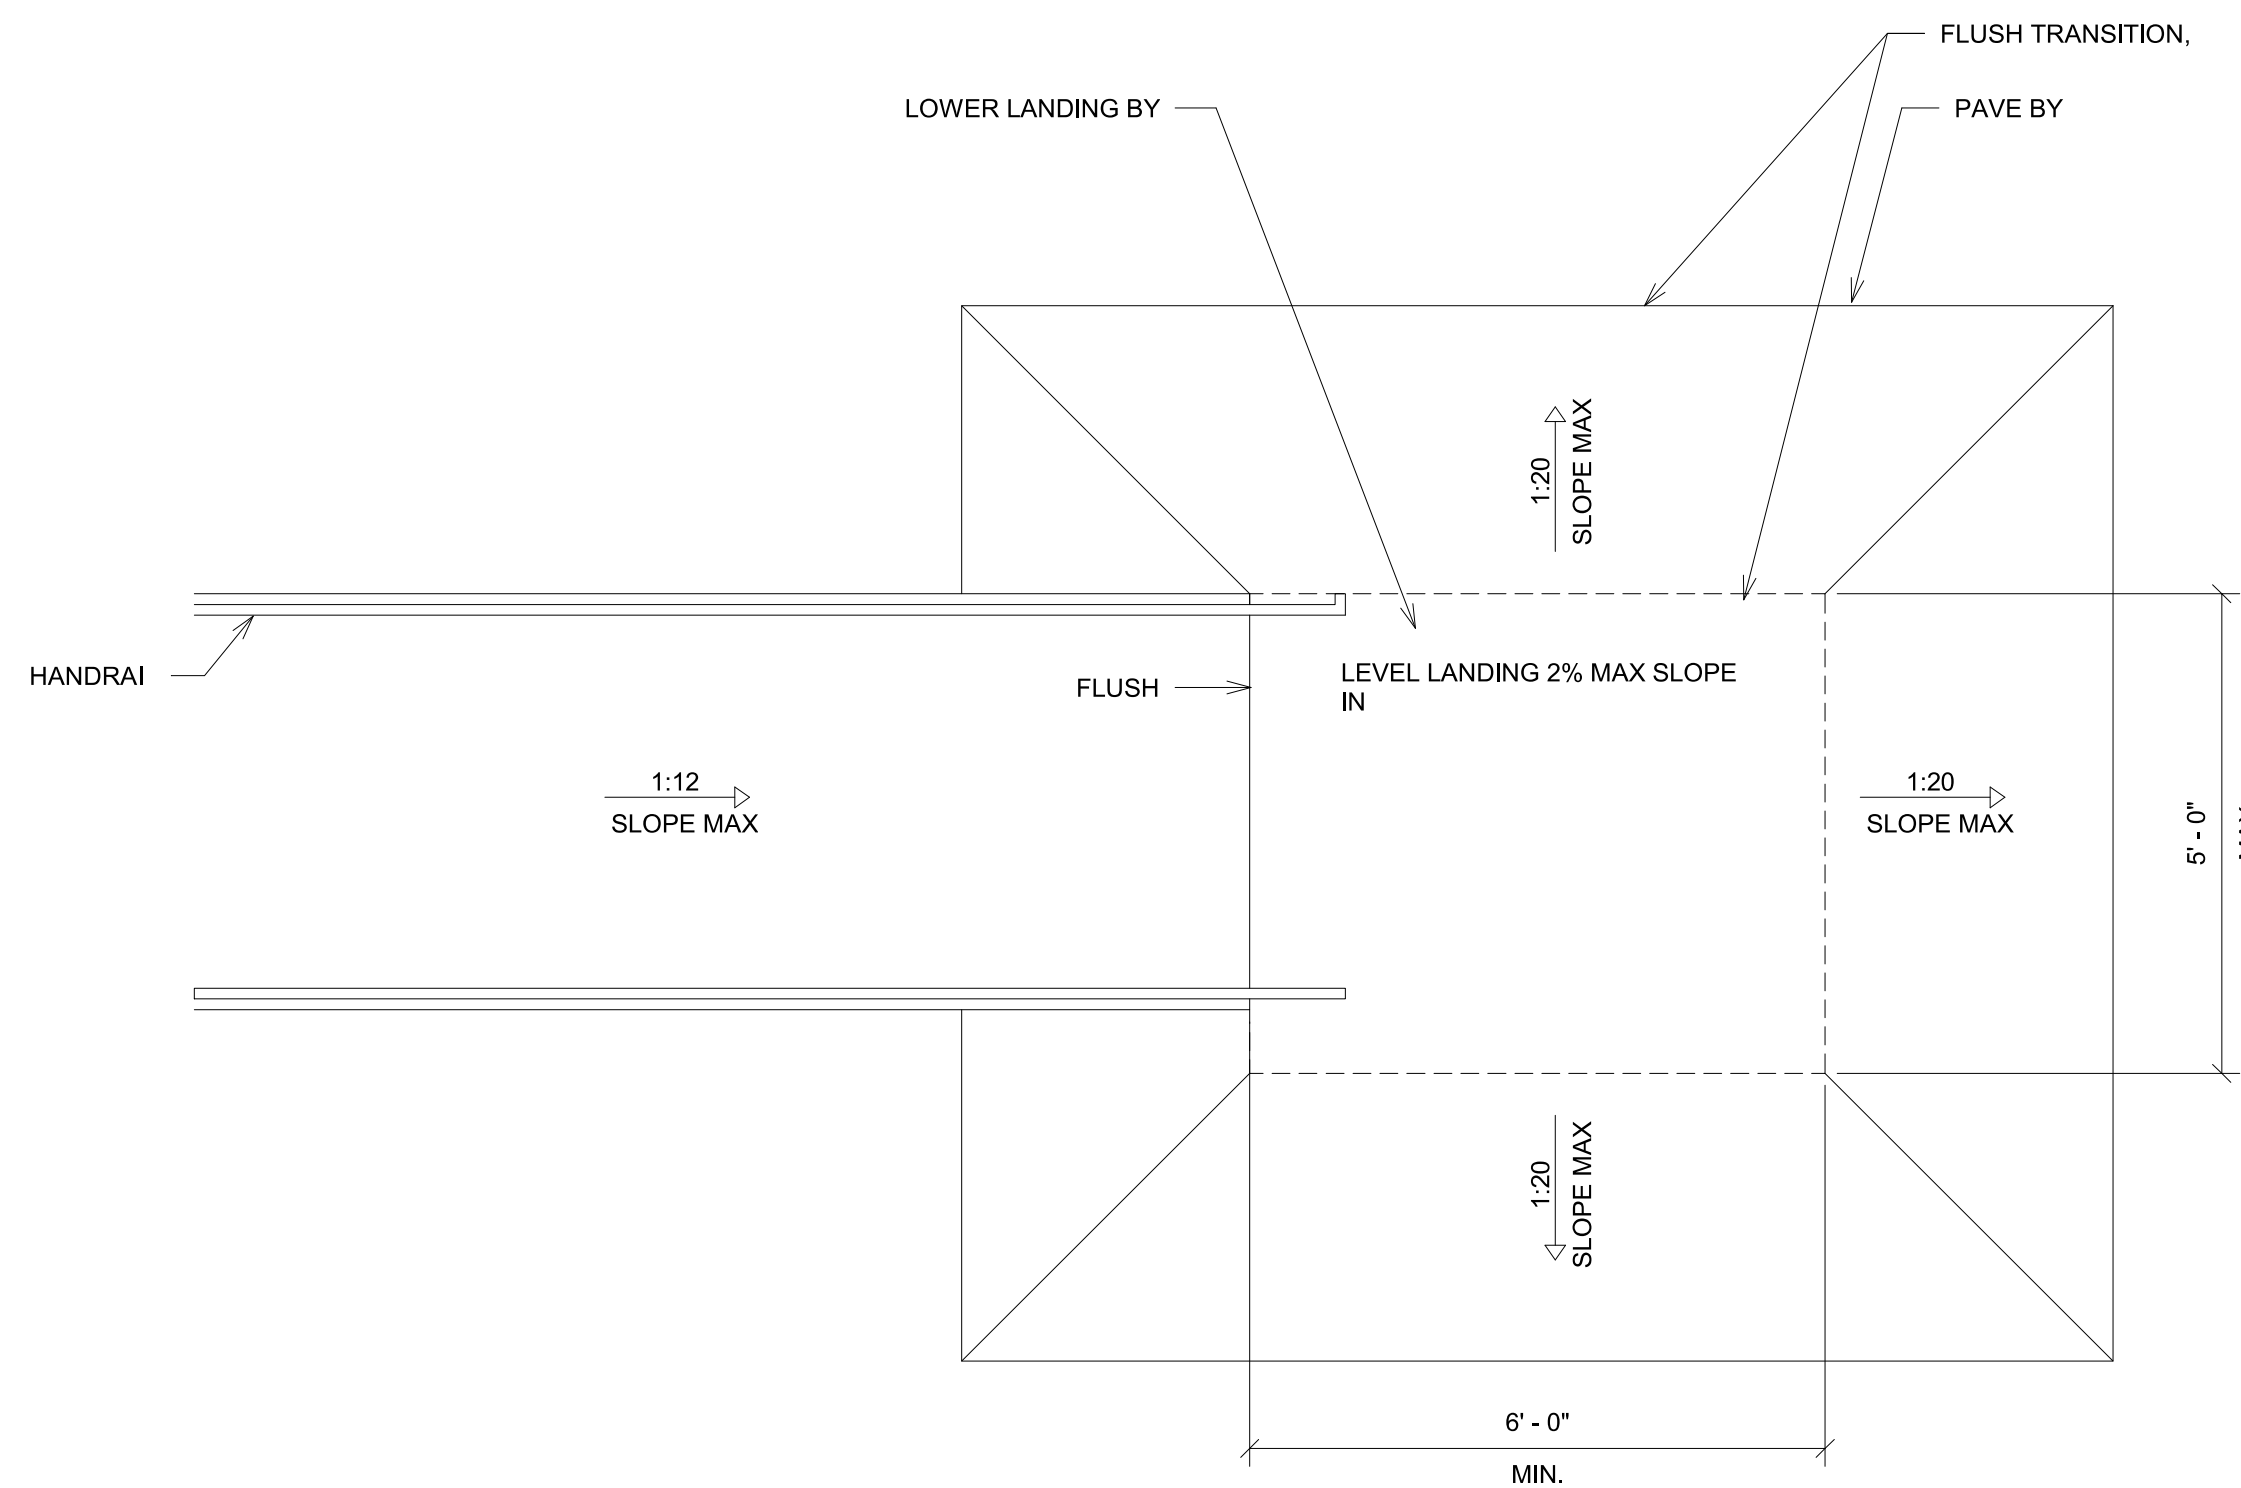 FLUSH TRANSITION,
LOWER LANDING BY
PAVE BY
1:20
SLOPE MAX
HANDRAI
FLUSH
LEVEL LANDING 2% MAX SLOPE
IN
1:12
SLOPE MAX
1:20
SLOPE MAX
5' - 0"
1:20
SLOPE MAX
6' - 0"
MIN.